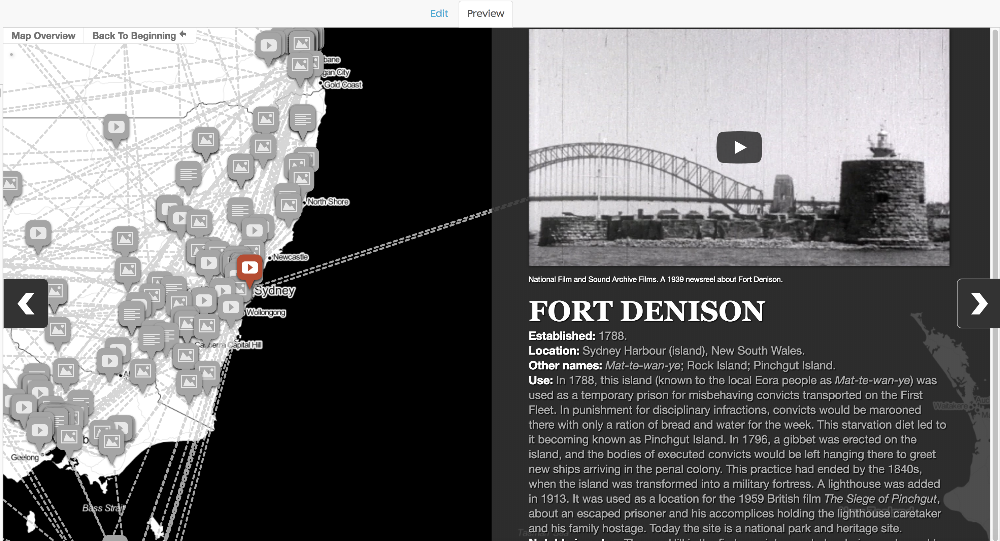 Edit
Preview
Map Overview
Back To Beginning
bane
gan City
Gold Coast
North Shore
Newcastle
Sydney
Wollongong
Capital Hill
Geelong
Bass Strait
National Film and Sound Archive Films. A 1939 newsreel about Fort Denison.
FORT DENISON
Established: 1788.
Location: Sydney Harbour (island), New South Wales.
Other names: Mat-te-wan-ye; Rock Island; Pinchgut Island.
Use: In 1788, this island (known to the local Eora people as Mat-te-wan-ye) was
used as a temporary prison for misbehaving convicts transported on the First
Fleet. In punishment for disciplinary infractions, convicts would be marooned
there with only a ration of bread and water for the week. This starvation diet led to
it becoming known as Pinchgut Island. In 1796, a gibbet was erected on the
island, and the bodies of executed convicts would be left hanging there to greet
new ships arriving in the penal colony. This practice had ended by the 1840s,
when the island was transformed into a military fortress. A lighthouse was added
in 1913. It was used as a location for the 1959 British film The Siege of Pinchgut,
about an escaped prisoner and his accomplices holding the lighthouse caretaker
and his family hostage. Today the site is a national park and heritage site.
Waitakere
Auc
Tasman Sea
New Zealand